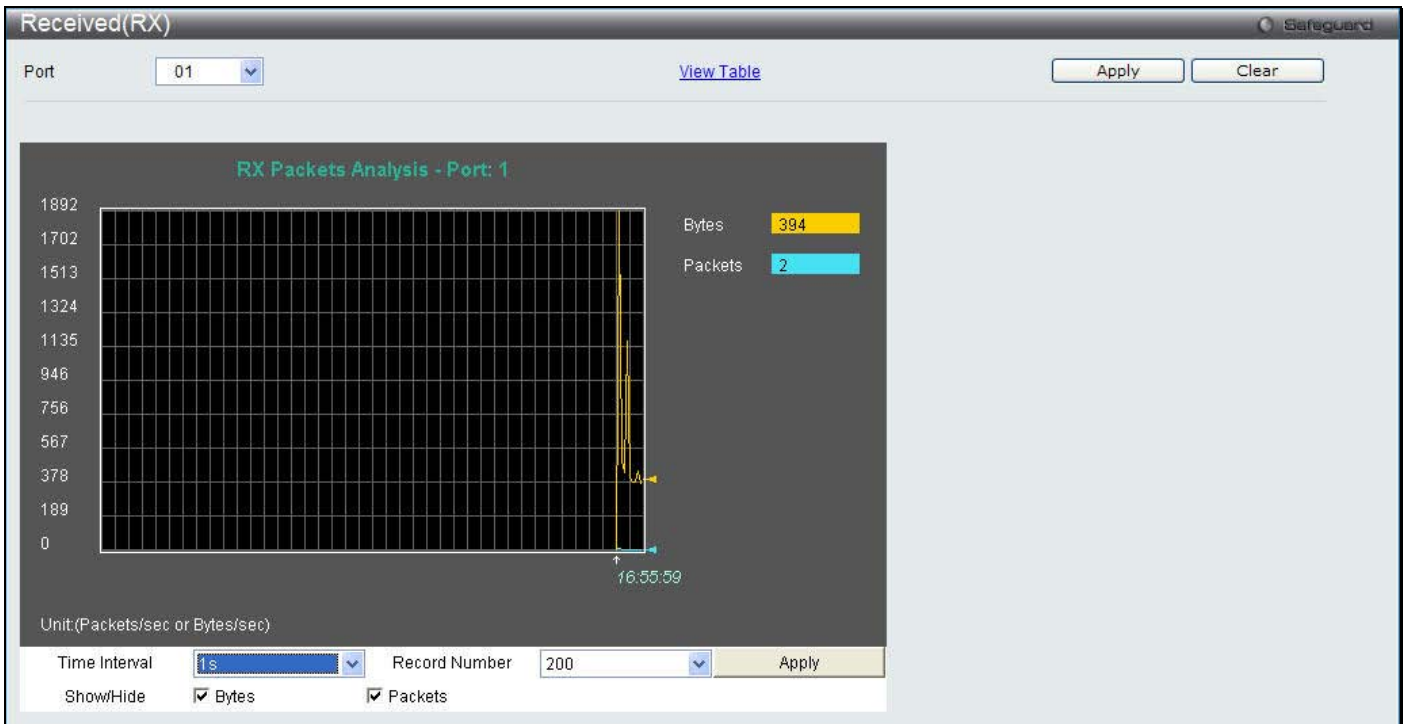 Received(RX)
Safeguard
Port 01 View Table Apply Clear
RX Packets Analysis - Port: 1
1892
1702
1513
1324
1135
946
756
567
378
189
0
Bytes 394
Packets 2
16:55:59
Unit:(Packets/sec or Bytes/sec)
Time Interval 1s Record Number 200 Apply
Show/Hide Bytes Packets